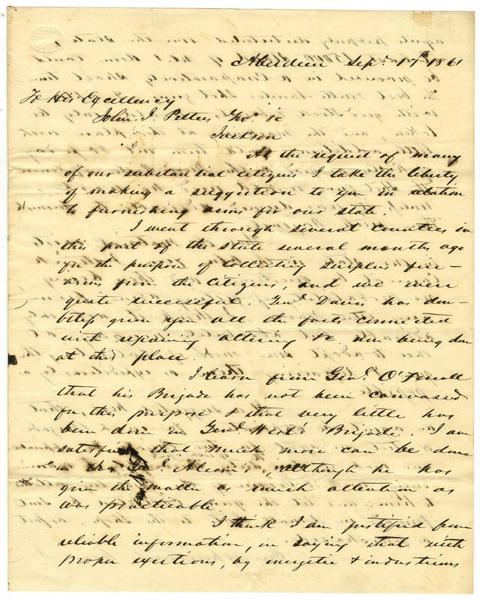 Aberdeen Sept. 17th 1861
To His Excellency
John J. Pettus, Gov. &c
Jackson
At the request of many
of our substantial citizens I take the liberty
of making a suggestion to you in relation
to furnishing arms for our state.
I went through several counties in
this part of the state several months ago
for the purpose of collecting surplus fire-
arms from the citizens, and we were
quite successful. Genl Davis has dou-
btless given you all the facts connected
with repairing altering &c now being done
at this place.
I learn from Genl O'Ferrall
that his Brigade has not been canvassed
for this purpose & that very little has
been done in Genl West's Brigade. I am
satisfied that much more can be done
in Genl Alcorn's, although he has
given the matter as much attention as
was practicable.
I think I am justified from
reliable information, in saying that with
proper exertions, by energetic & industrious